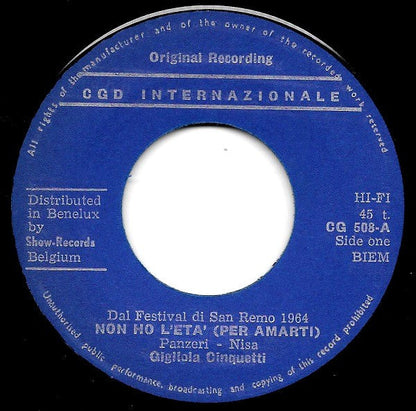 All rights of the manufacturer and of the owner of the recorded work reserved.
Original Recording
CGD INTERNAZIONALE
Distributed
in Benelux
by
Show-Records
Belgium
HI-FI
45 t.
CG 508-A
Side one
BIEM
Dal Festival di San Remo 1964
NON HO L'ETA' (PER AMARTI)
Panzeri - Nisa
Gigliola Cinquetti
Unauthorised public performance, broadcasting and copying of this record prohibited